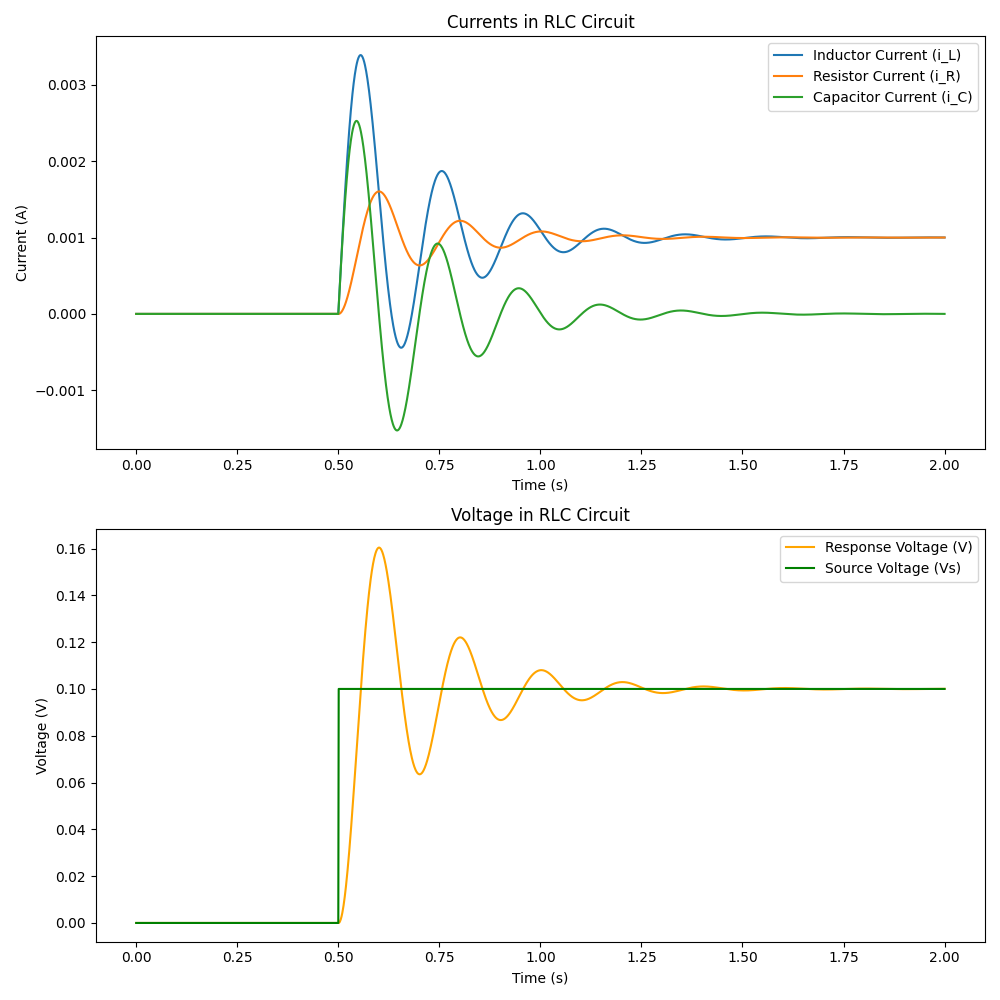 Currents in RLC Circuit
Inductor Current (i_L)
Resistor Current (i_R)
Capacitor Current (i_C)
Current (A)
0.003
0.002
0.001
0.000
−0.001
0.00 0.25 0.50 0.75 1.00 1.25 1.50 1.75 2.00
Time (s)
Voltage in RLC Circuit
Response Voltage (V)
Source Voltage (Vs)
Voltage (V)
0.16
0.14
0.12
0.10
0.08
0.06
0.04
0.02
0.00
0.00 0.25 0.50 0.75 1.00 1.25 1.50 1.75 2.00
Time (s)